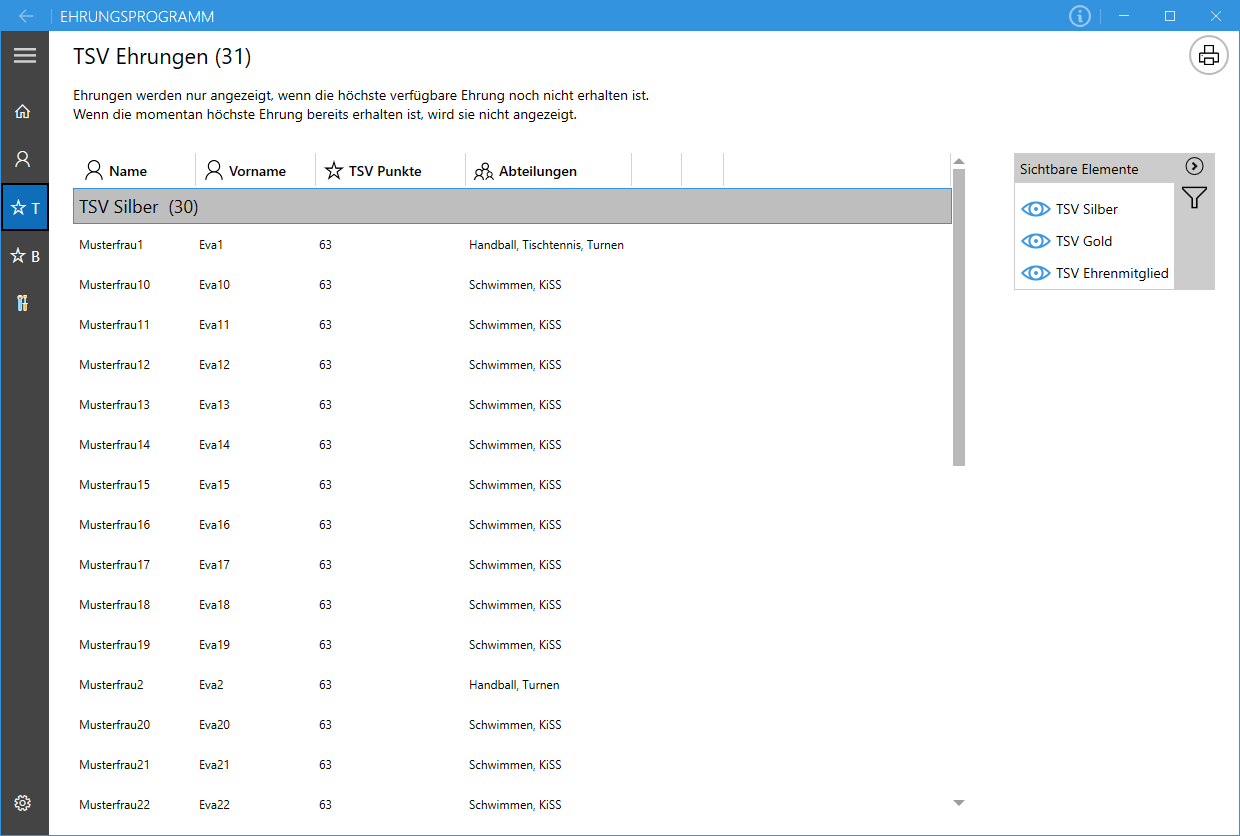 EHRUNGSPROGRAMM
TSV Ehrungen (31)
Ehrungen werden nur angezeigt, wenn die höchste verfügbare Ehrung noch nicht erhalten ist.
Wenn die momentan höchste Ehrung bereits erhalten ist, wird sie nicht angezeigt.
T
B
Name Vorname TSV Punkte Abteilungen
TSV Silber (30)
Musterfrau1 Eva1 63 Handball, Tischtennis, Turnen
Musterfrau10 Eva10 63 Schwimmen, KiSS
Musterfrau11 Eva11 63 Schwimmen, KiSS
Musterfrau12 Eva12 63 Schwimmen, KiSS
Musterfrau13 Eva13 63 Schwimmen, KiSS
Musterfrau14 Eva14 63 Schwimmen, KiSS
Musterfrau15 Eva15 63 Schwimmen, KiSS
Musterfrau16 Eva16 63 Schwimmen, KiSS
Musterfrau17 Eva17 63 Schwimmen, KiSS
Musterfrau18 Eva18 63 Schwimmen, KiSS
Musterfrau19 Eva19 63 Schwimmen, KiSS
Musterfrau2 Eva2 63 Handball, Turnen
Musterfrau20 Eva20 63 Schwimmen, KiSS
Musterfrau21 Eva21 63 Schwimmen, KiSS
Musterfrau22 Eva22 63 Schwimmen, KiSS
Sichtbare Elemente
TSV Silber
TSV Gold
TSV Ehrenmitglied